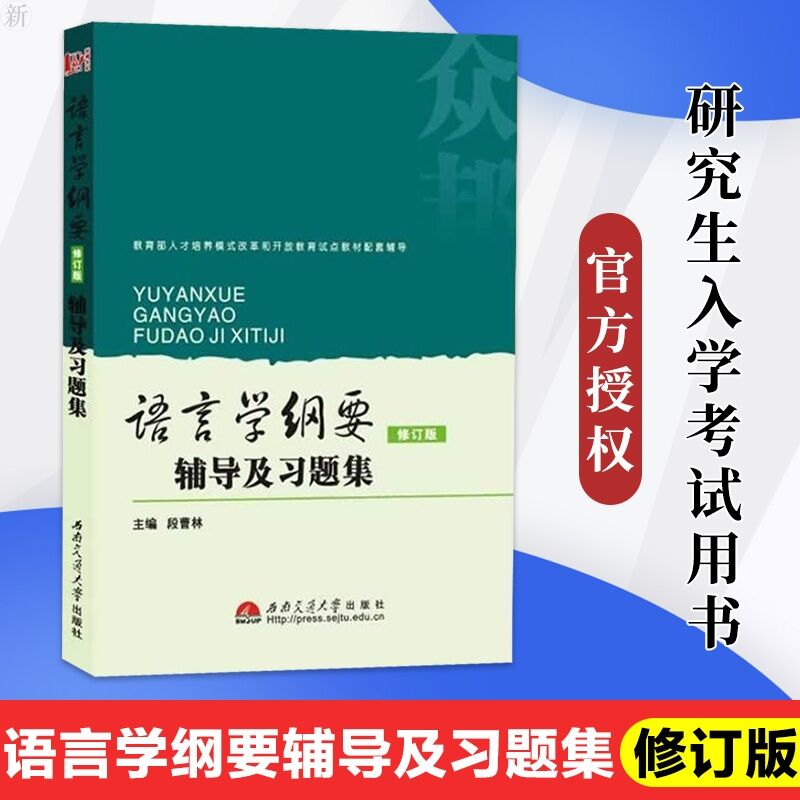 新
众
邦
教育部人才培养模式改革和开放教育试点教材配套辅导
YUYANXUE
GANGYAO
FUDAO JI XITIJI
语言学纲要
修订版
辅导及习题集
主编 段曹林
SWJUP
西南交通大学出版社
Http://press.sejtu.edu.cn
语言学纲要
修订版
辅导及习题集
西南交通大学出版社
官方授权
研究生入学考试用书
语言学纲要辅导及习题集
修订版